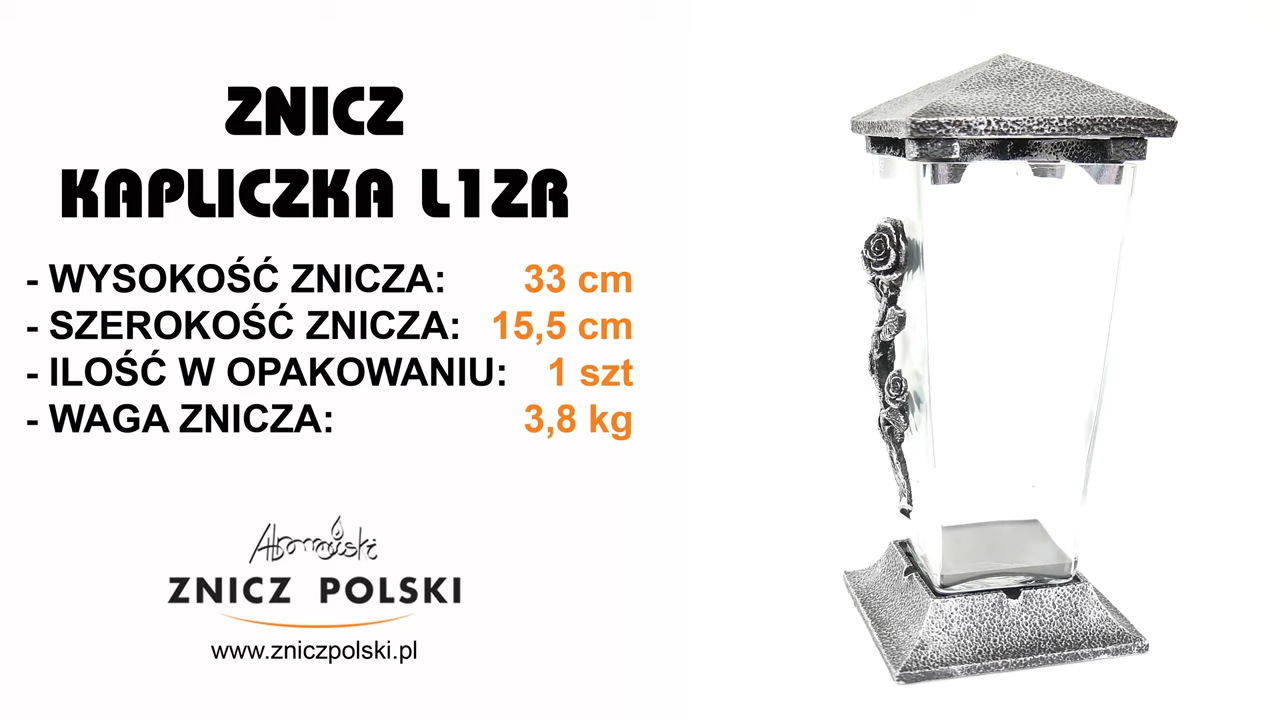 ZNICZ
KAPLICZKA L1ZR
- WYSOKOŚĆ ZNICZA: 33 cm
- SZEROKOŚĆ ZNICZA: 15,5 cm
- ILOŚĆ W OPAKOWANIU: 1 szt
- WAGA ZNICZA: 3,8 kg
ZNICZ POLSKI
www.zniczpolski.pl